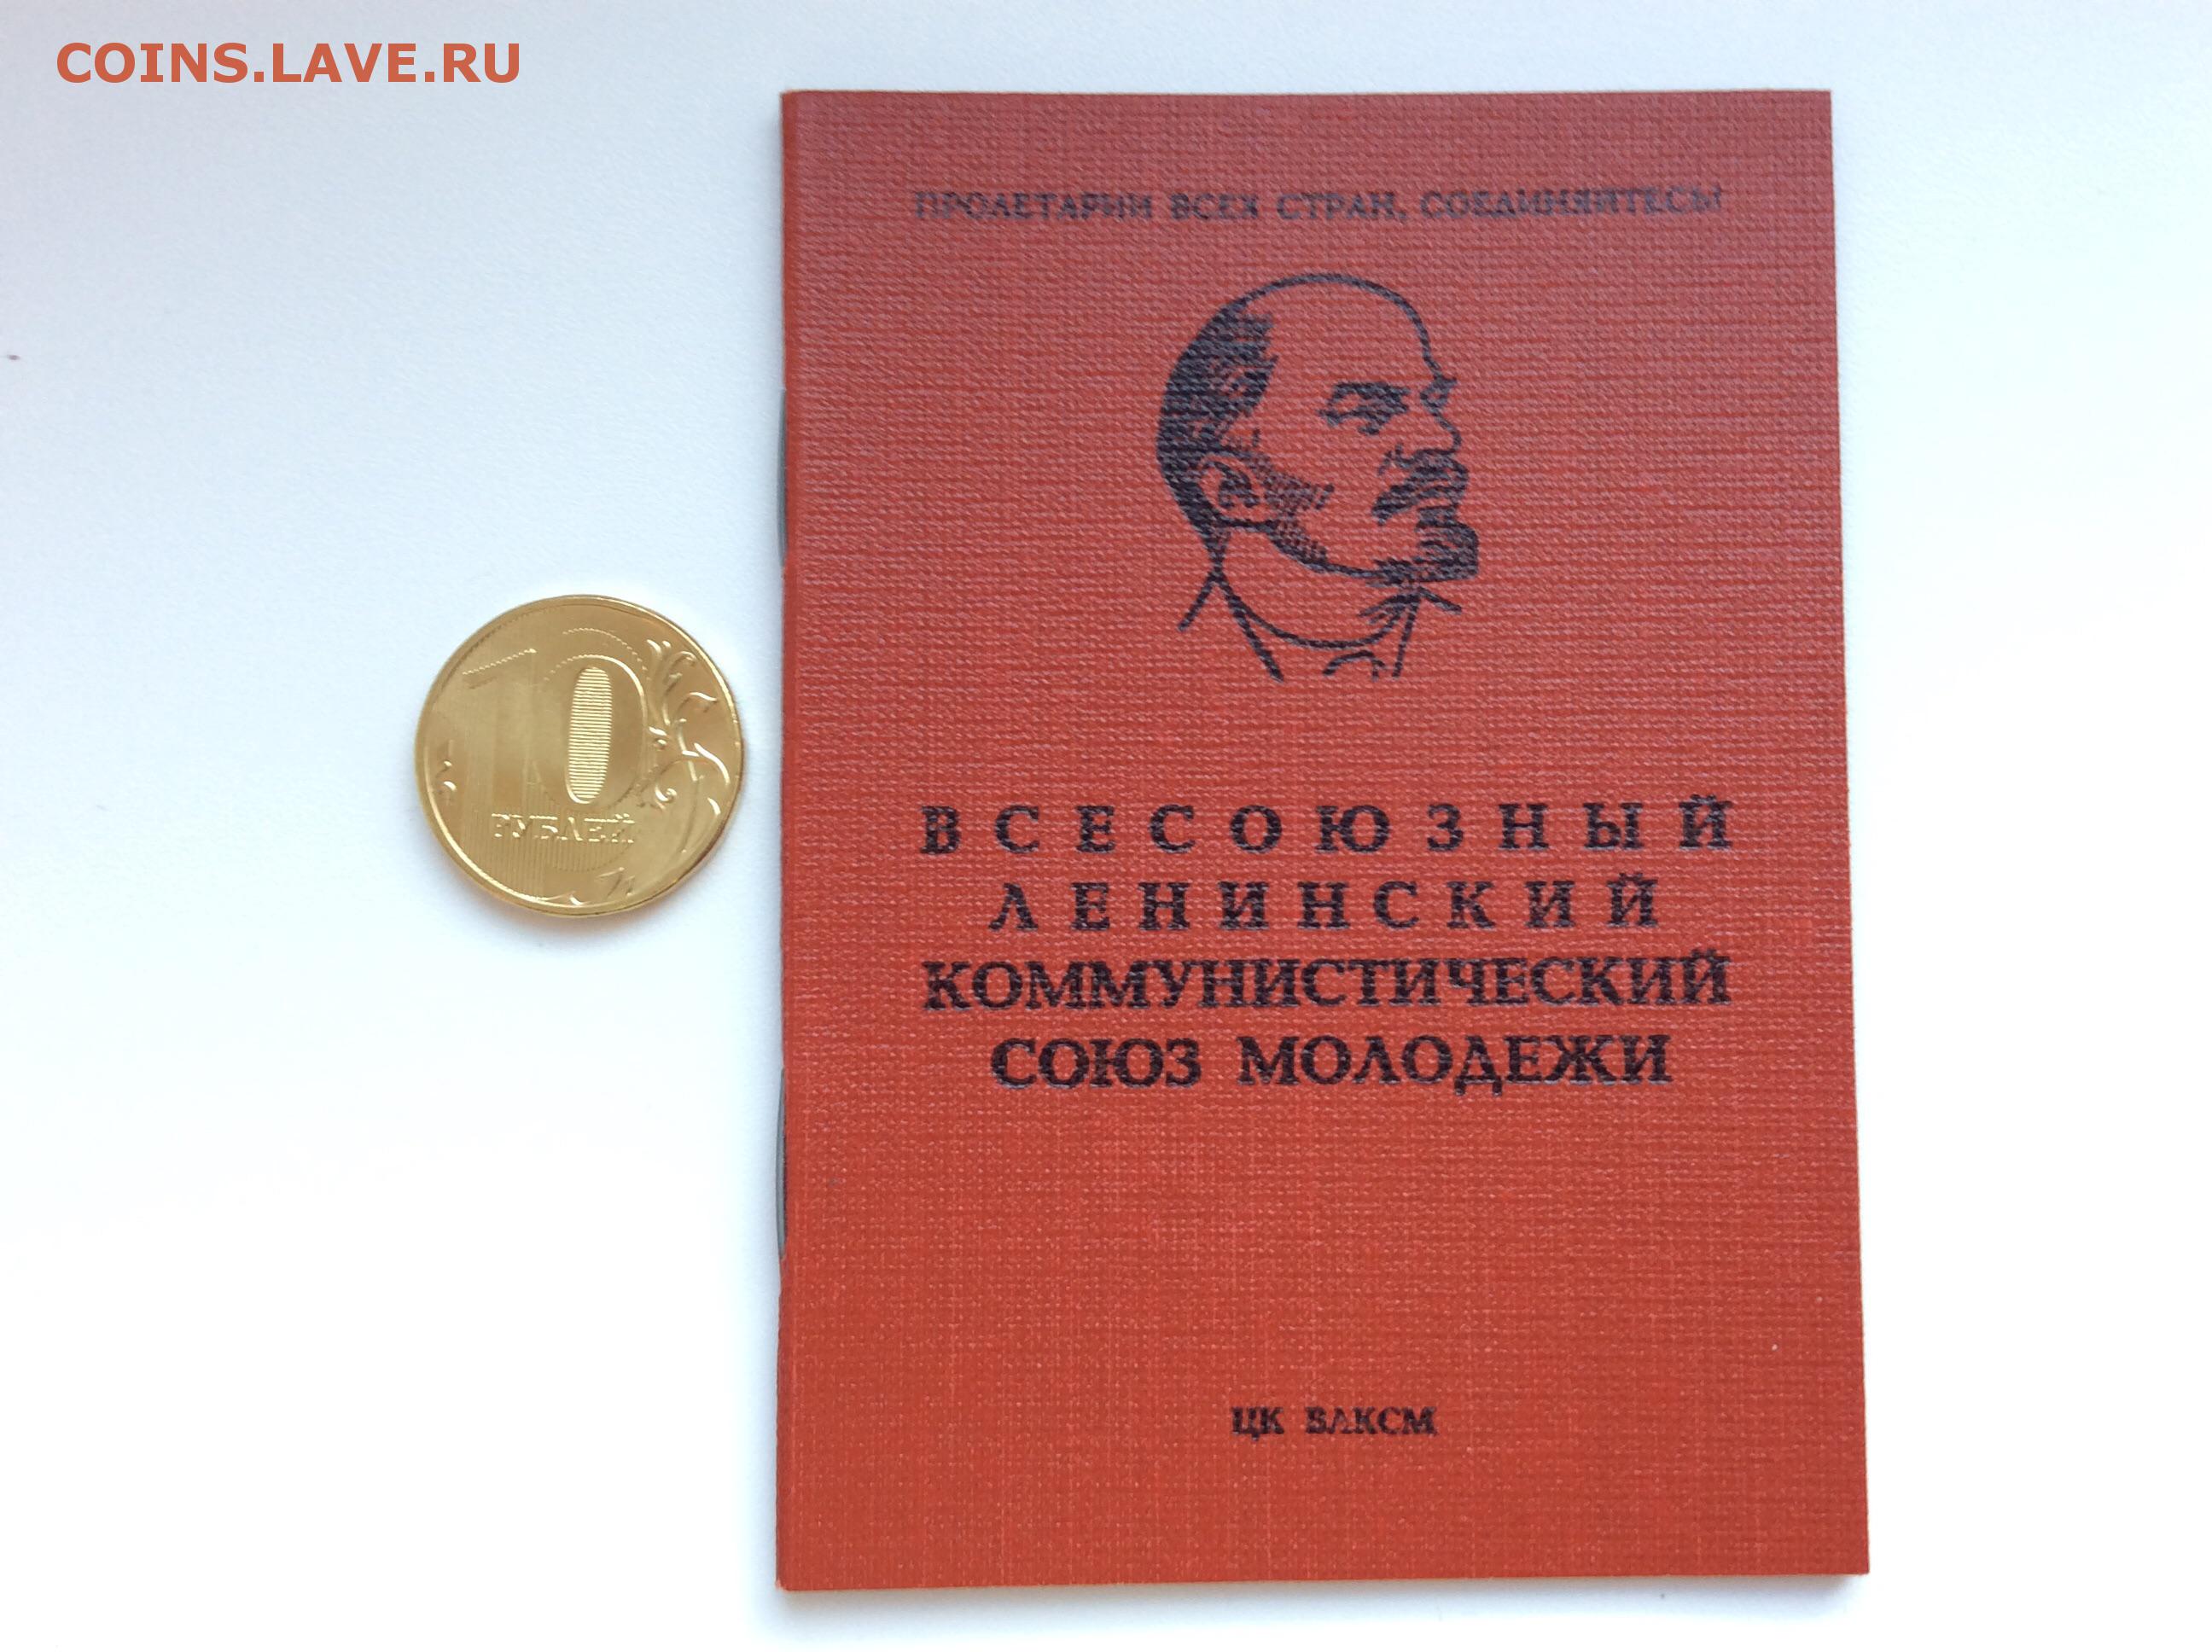 COINS.LAVE.RU
ПРОЛЕТАРИИ ВСЕХ СТРАН, СОЕДИНЯЙТЕСЬ!
10
РУБЛЕЙ
ВСЕСОЮЗНЫЙ
ЛЕНИНСКИЙ
КОММУНИСТИЧЕСКИЙ
СОЮЗ МОЛОДЕЖИ
ЦК ВЛКСМ